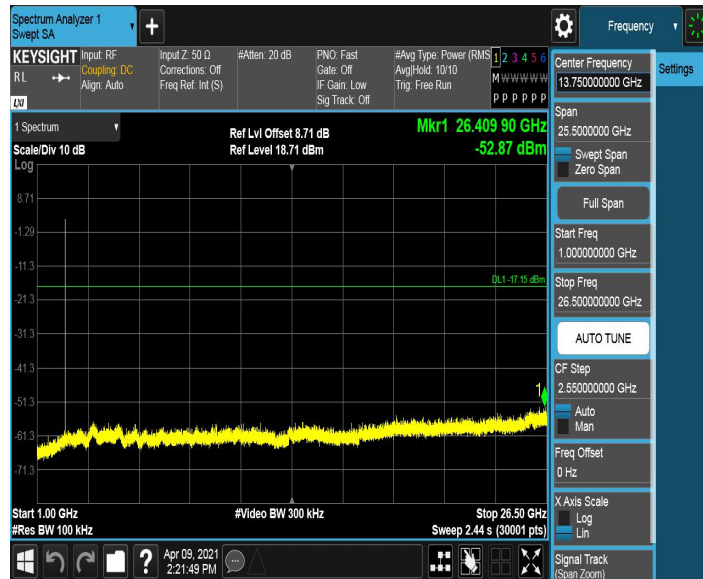 Spectrum Analyzer 1
Swept SA
+
Frequency
KEYSIGHT
RL
LXI
Input: RF
Coupling: DC
Align: Auto
Input Z: 50 Ω
Corrections: Off
Freq Ref: Int (S)
#Atten: 20 dB
PNO: Fast
Gate: Off
IF Gain: Low
Sig Track: Off
#Avg Type: Power (RMS
Avg|Hold: 10/10
Trig: Free Run
1 2 3 4 5 6
M W W W W W
P P P P P P
1 Spectrum
Scale/Div 10 dB
Log
Ref Lvl Offset 8.71 dB
Ref Level 18.71 dBm
Mkr1 26.409 90 GHz
-52.87 dBm
8.71
-1.29
-11.3
-21.3
-31.3
-41.3
-51.3
-61.3
-71.3
DL1 -17.15 dBm
1
Start 1.00 GHz
#Res BW 100 kHz
#Video BW 300 kHz
Stop 26.50 GHz
Sweep 2.44 s (30001 pts)
?
Apr 09, 2021
2:21:49 PM
Center Frequency
13.750000000 GHz
Settings
Span
25.5000000 GHz
Swept Span
Zero Span
Full Span
Start Freq
1.000000000 GHz
Stop Freq
26.500000000 GHz
AUTO TUNE
CF Step
2.550000000 GHz
Auto
Man
Freq Offset
0 Hz
X Axis Scale
Log
Lin
Signal Track
(Span Zoom)